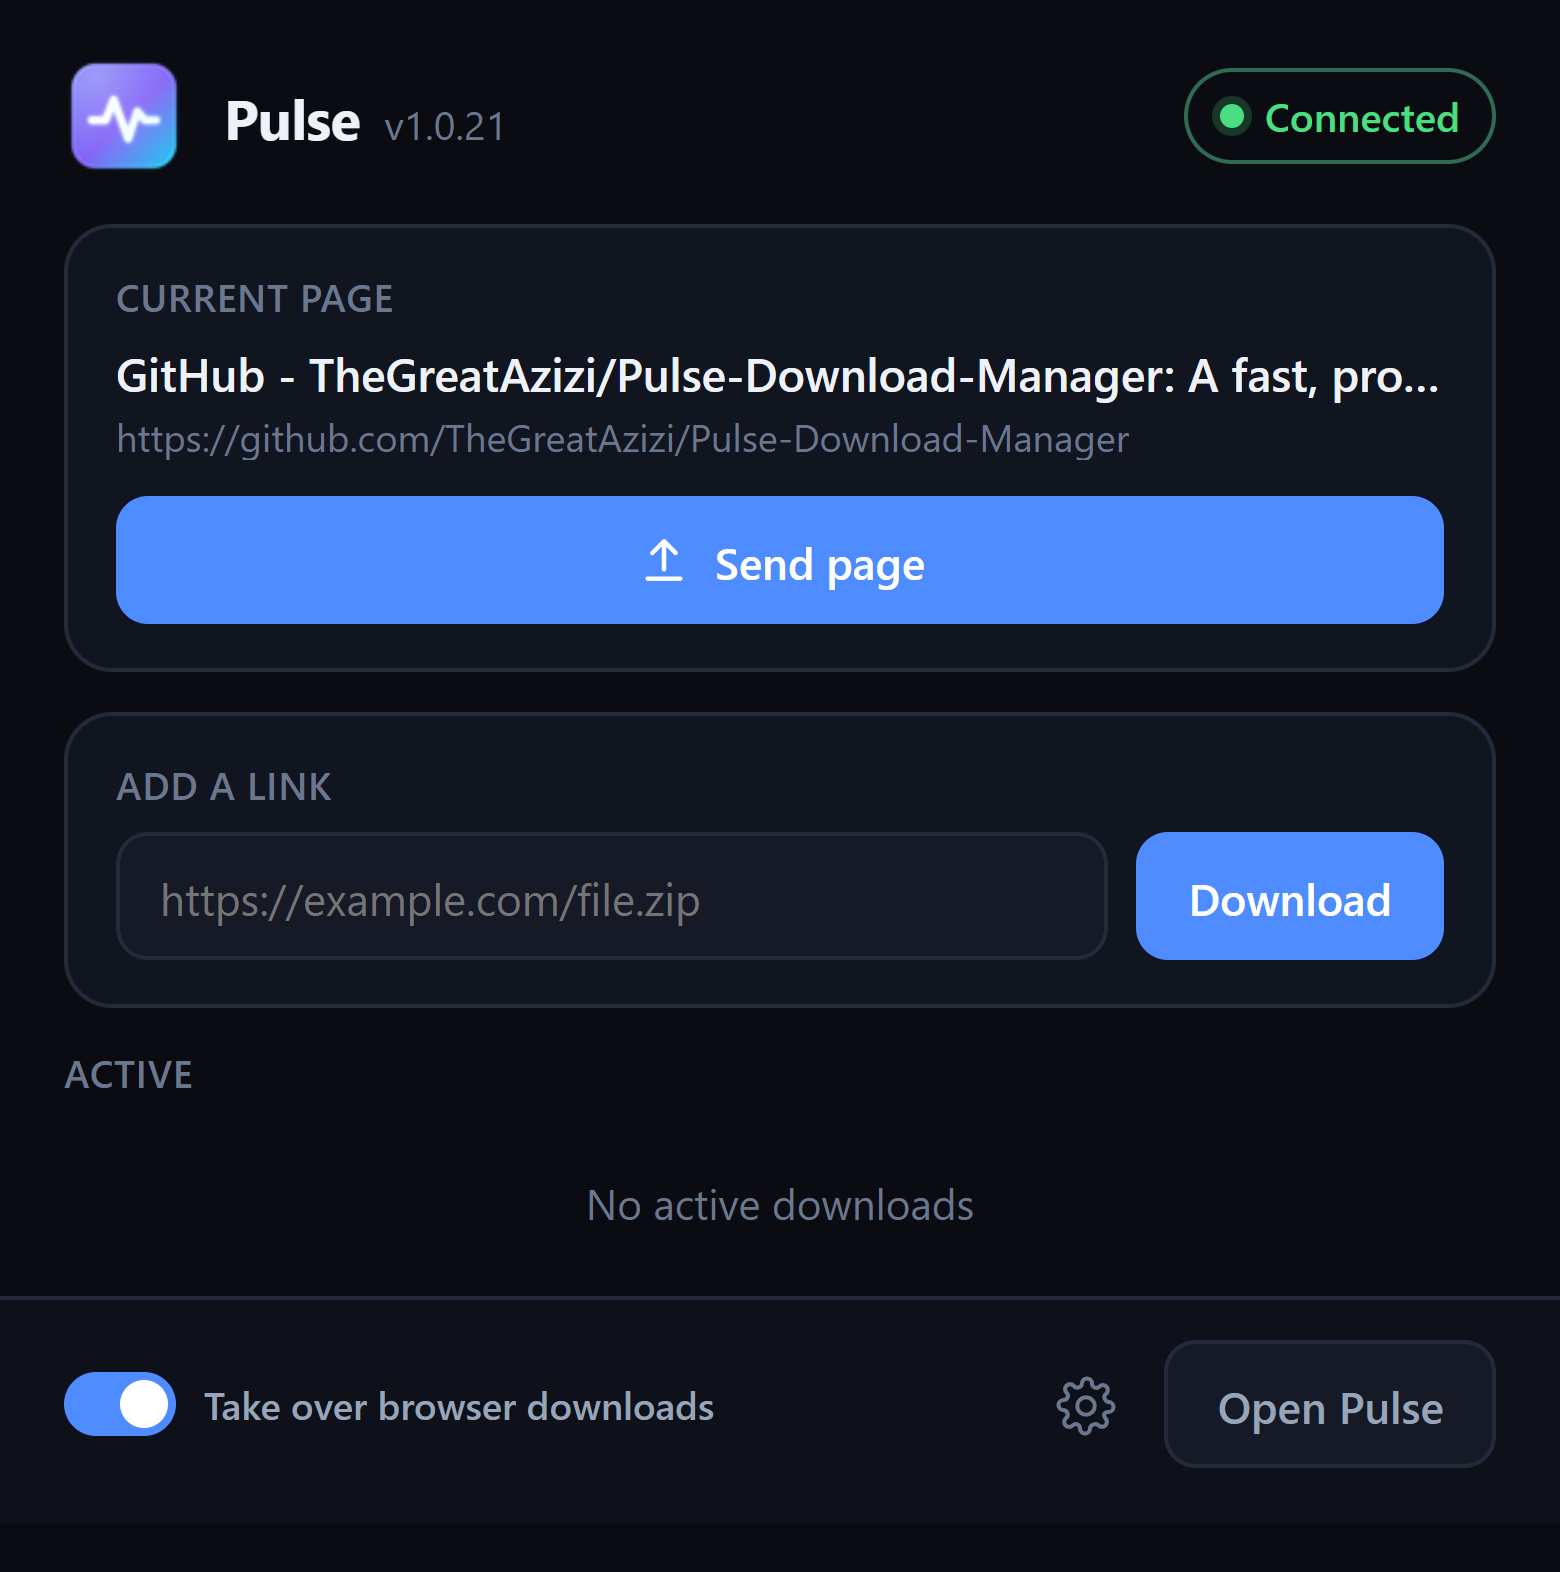 Pulse v1.0.21
Connected
CURRENT PAGE
GitHub - TheGreatAzizi/Pulse-Download-Manager: A fast, pro...
https://github.com/TheGreatAzizi/Pulse-Download-Manager
Send page
ADD A LINK
https://example.com/file.zip
Download
ACTIVE
No active downloads
Take over browser downloads
Open Pulse